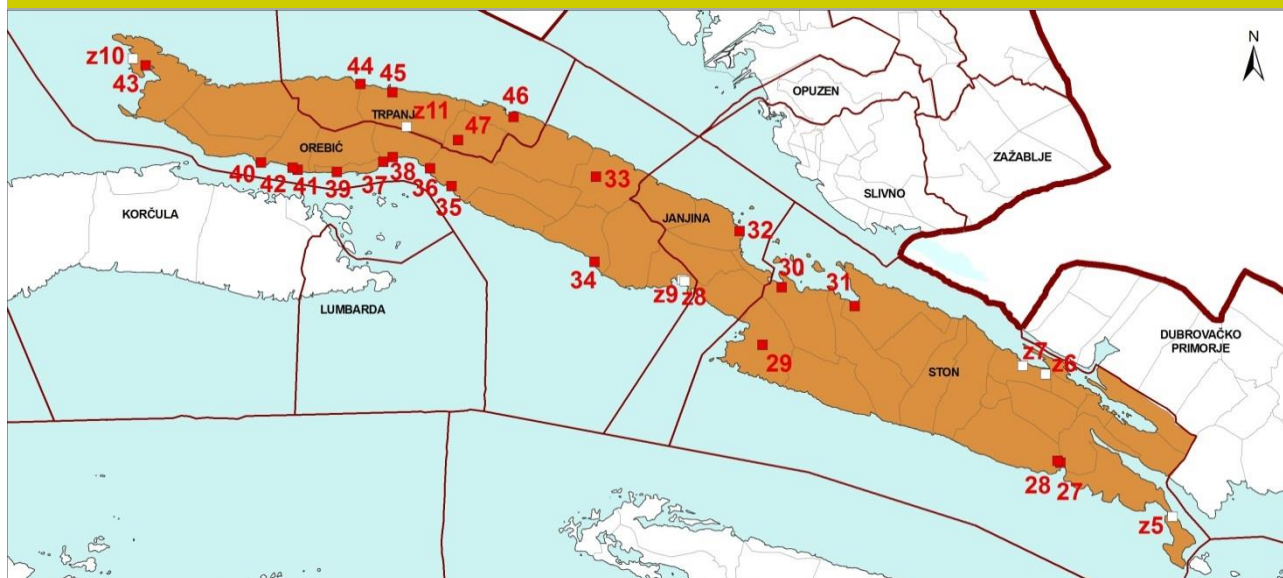 N
z10
43
44
45
46
OPUZEN
TRPANJ
z11
47
ZAŽABLJE
OREBIĆ
40
42
41
39
37
38
36
35
33
SLIVNO
KORČULA
JANJINA
32
34
z9
z8
30
31
LUMBARDA
29
DUBROVAČKO
PRIMORJE
STON
z7
z6
28
27
z5